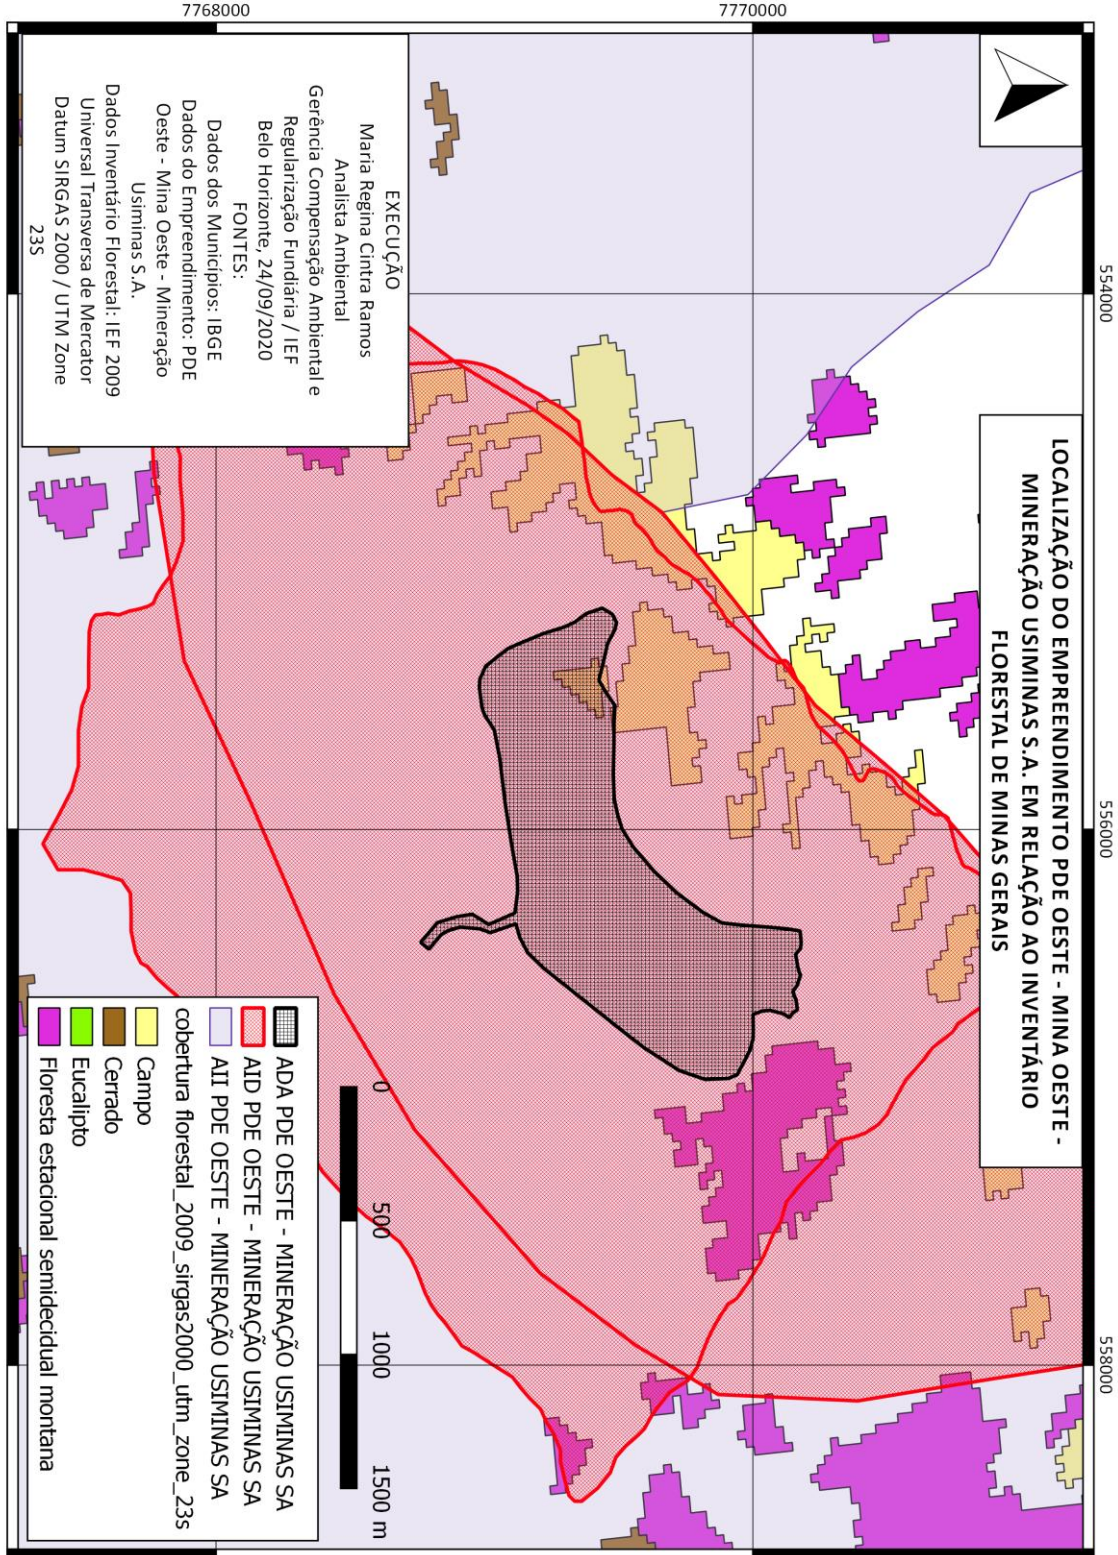 LOCALIZAÇÃO DO EMPREENDIMENTO PDE OESTE - MINA OESTE -
MINERAÇÃO USIMINAS S.A. EM RELAÇÃO AO INVENTÁRIO
FLORESTAL DE MINAS GERAIS
554000
556000
558000
7770000
7768000
EXECUÇÃO
Maria Regina Cintra Ramos
Analista Ambiental
Gerência Compensação Ambiental e
Regularização Fundiária / IEF
Belo Horizonte, 24/09/2020
FONTES:
Dados dos Municípios: IBGE
Dados do Empreendimento: PDE
Oeste - Mina Oeste - Mineração
Usiminas S.A.
Dados Inventário Florestal: IEF 2009
Universal Transversa de Mercator
Datum SIRGAS 2000 / UTM Zone
23S
0 500 1000 1500 m
ADA PDE OESTE - MINERAÇÃO USIMINAS SA
AID PDE OESTE - MINERAÇÃO USIMINAS SA
AII PDE OESTE - MINERAÇÃO USIMINAS SA
cobertura florestal_2009_sirgas2000_utm_zone_23s
Campo
Cerrado
Eucalipto
Floresta estacional semidecidual montana